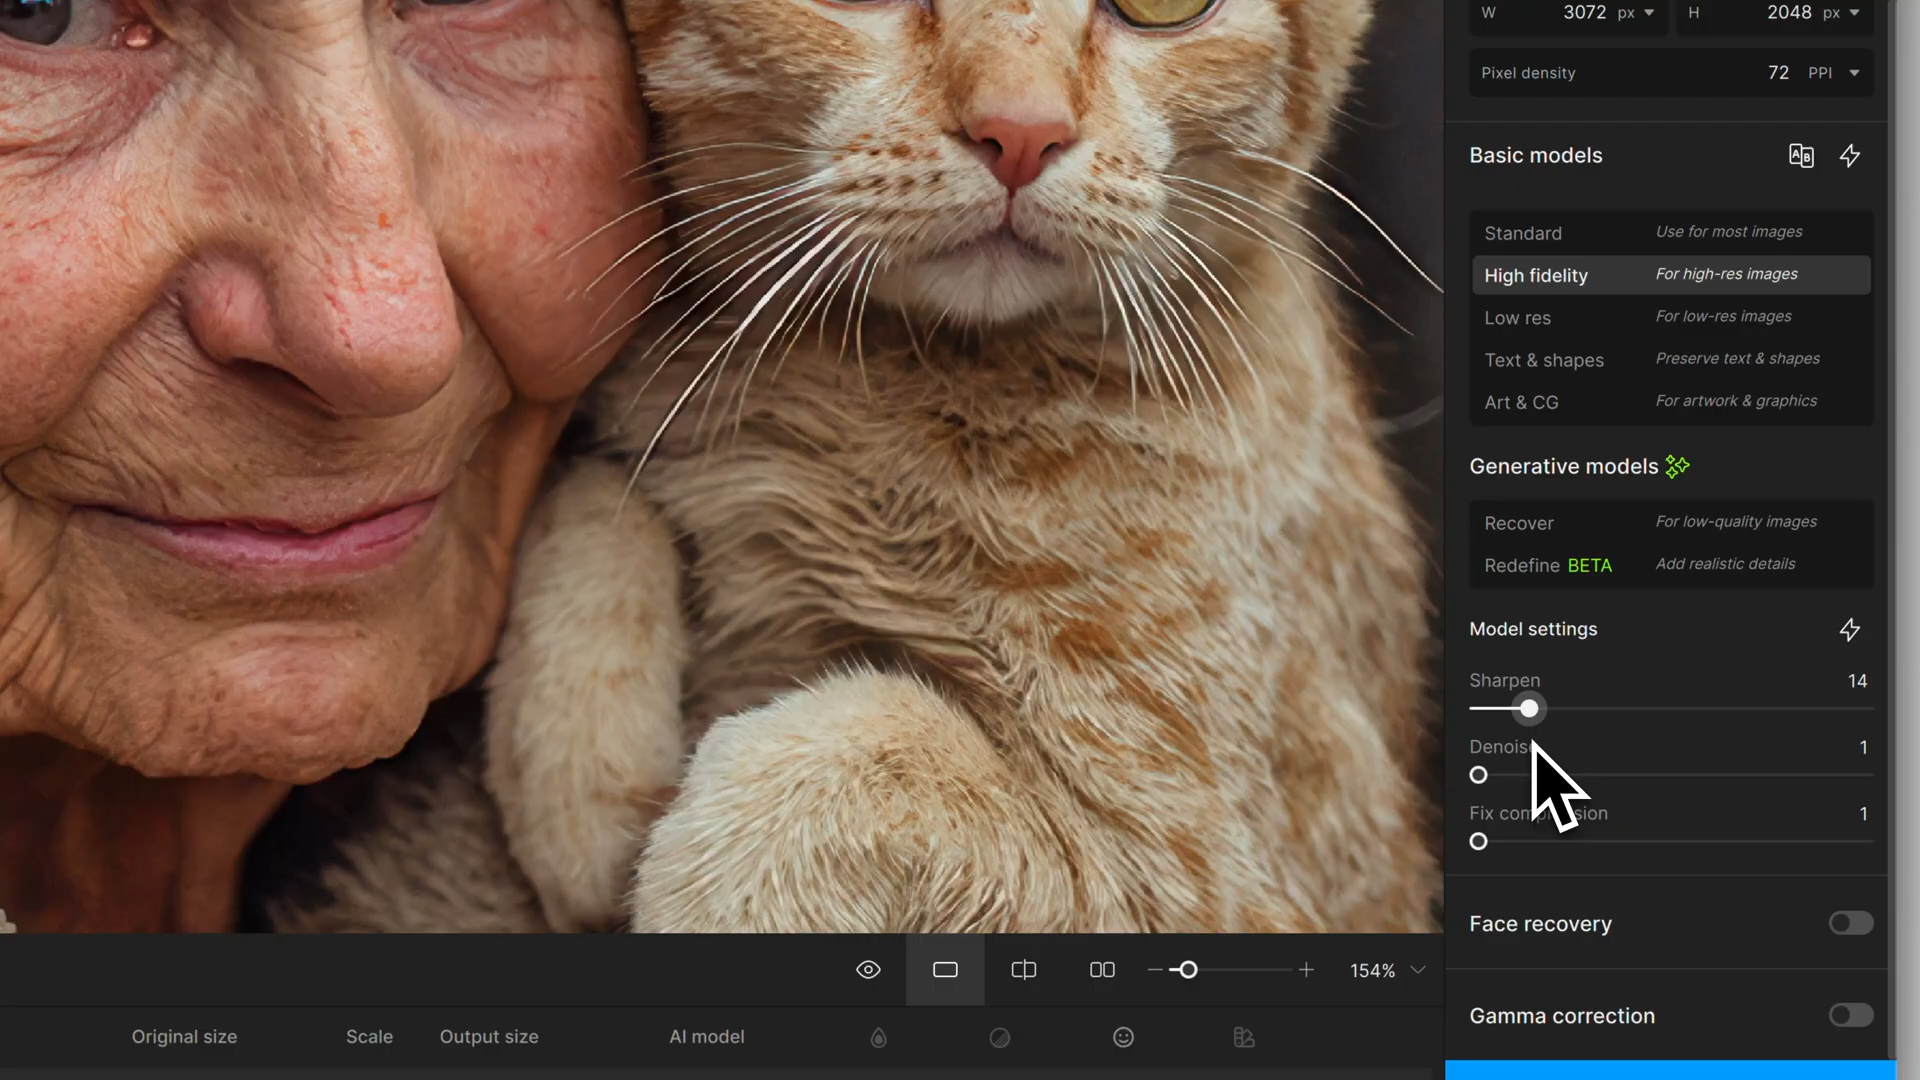 W 3072 px H 2048 px
Pixel density 72 PPI
Basic models
Standard Use for most images
High fidelity For high-res images
Low res For low-res images
Text & shapes Preserve text & shapes
Art & CG For artwork & graphics
Generative models
Recover For low-quality images
Redefine BETA Add realistic details
Model settings
Sharpen 14
Denoise 1
Fix compression 1
Face recovery
154%
Gamma correction
Original size Scale Output size AI model